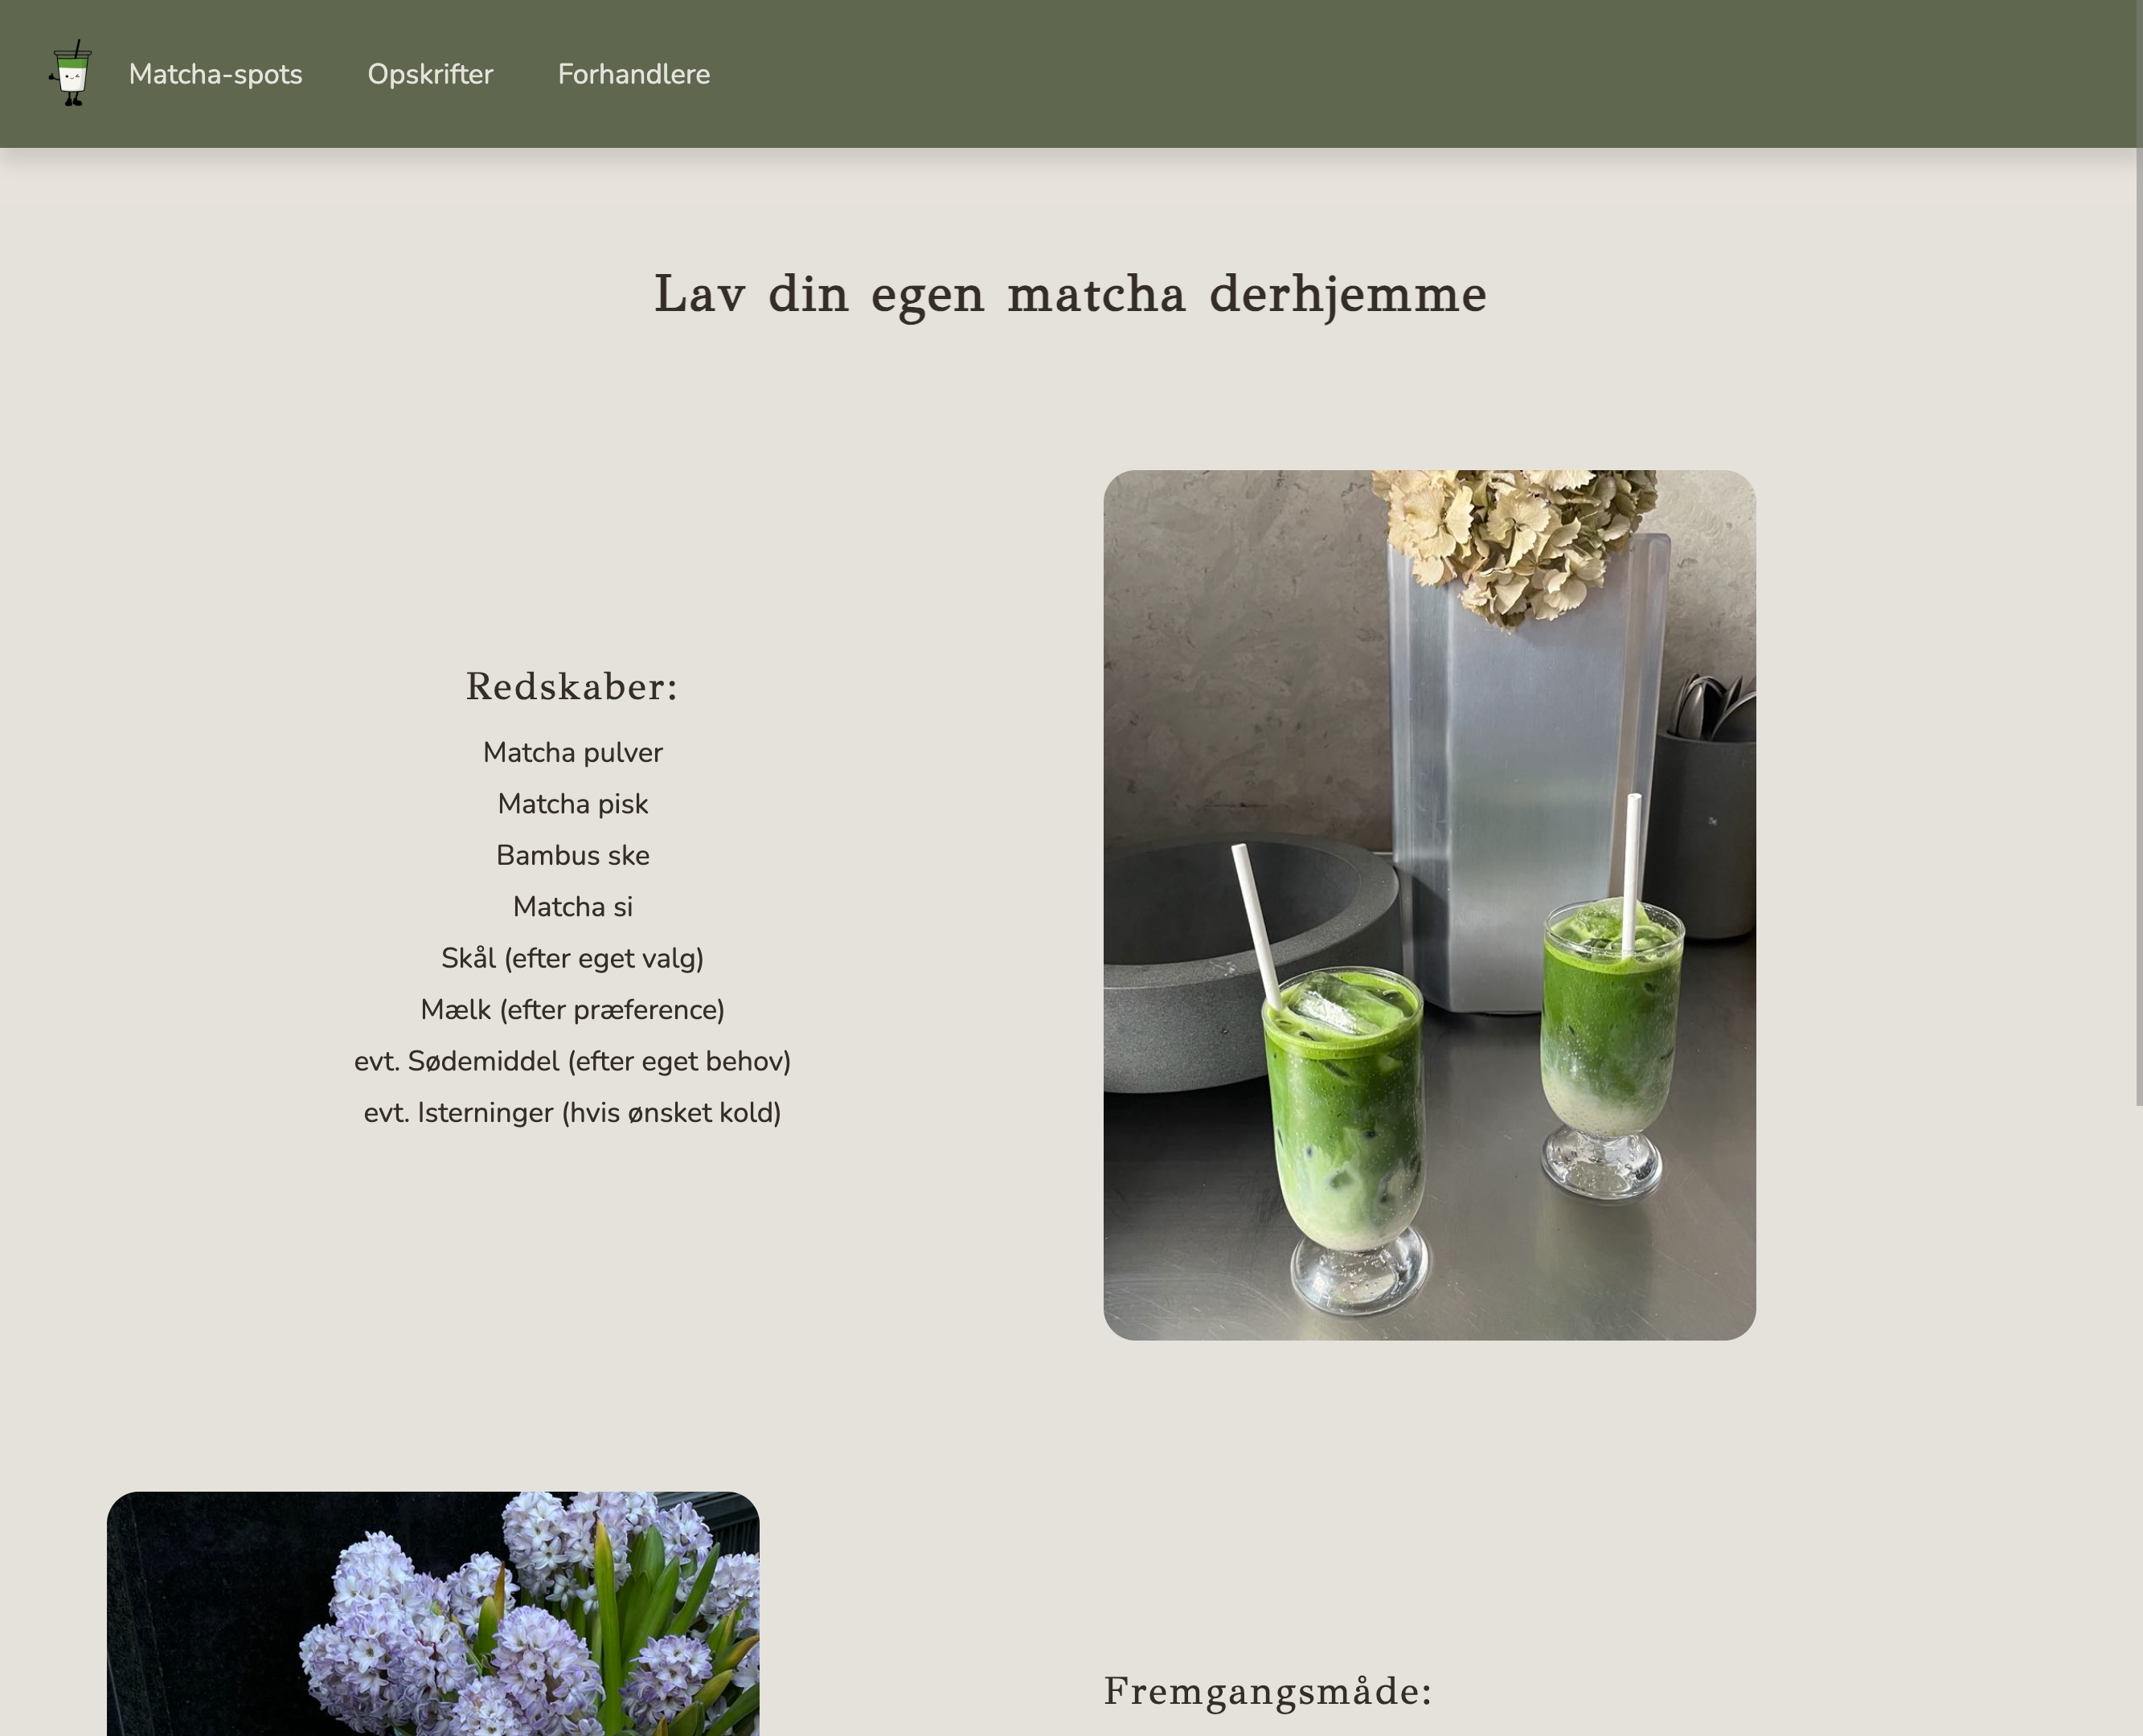 Matcha-spots
Opskrifter
Forhandlere
Lav din egen matcha derhjemme
Redskaber:
Matcha pulver
Matcha pisk
Bambus ske
Matcha si
Skål (efter eget valg)
Mælk (efter præference)
evt. Sødemiddel (efter eget behov)
evt. Isterninger (hvis ønsket kold)
Fremgangsmåde: